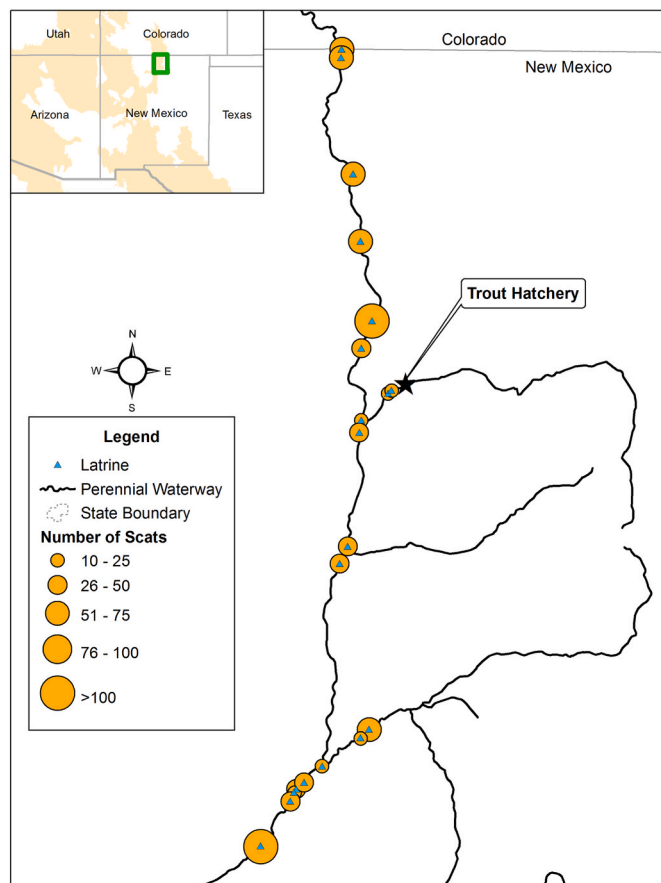 Utah
Colorado
Arizona
New Mexico
Texas
Colorado
New Mexico
Trout Hatchery
N
W
E
S
Legend
Latrine
Perennial Waterway
State Boundary
Number of Scats
10 - 25
26 - 50
51 - 75
76 - 100
>100